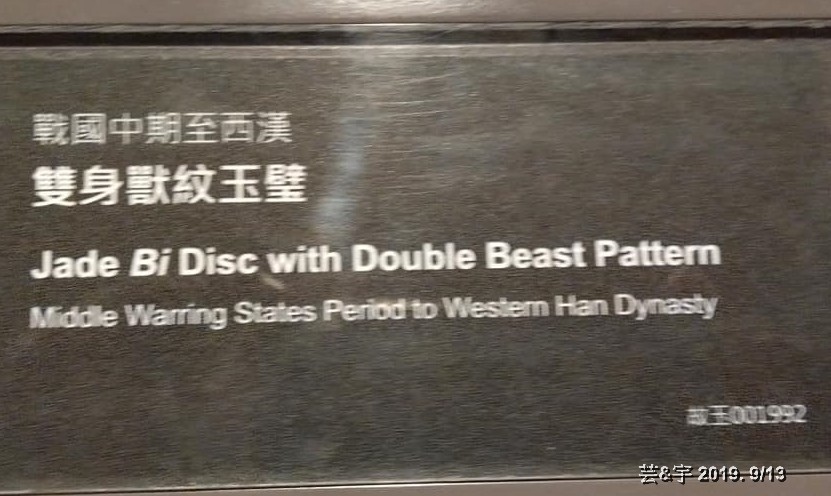 戰國中期至西漢
雙身獸紋玉璧
Jade Bi Disc with Double Beast Pattern
Middle Warring States Period to Western Han Dynasty
故玉001992
芸&宇 2019. 9/13